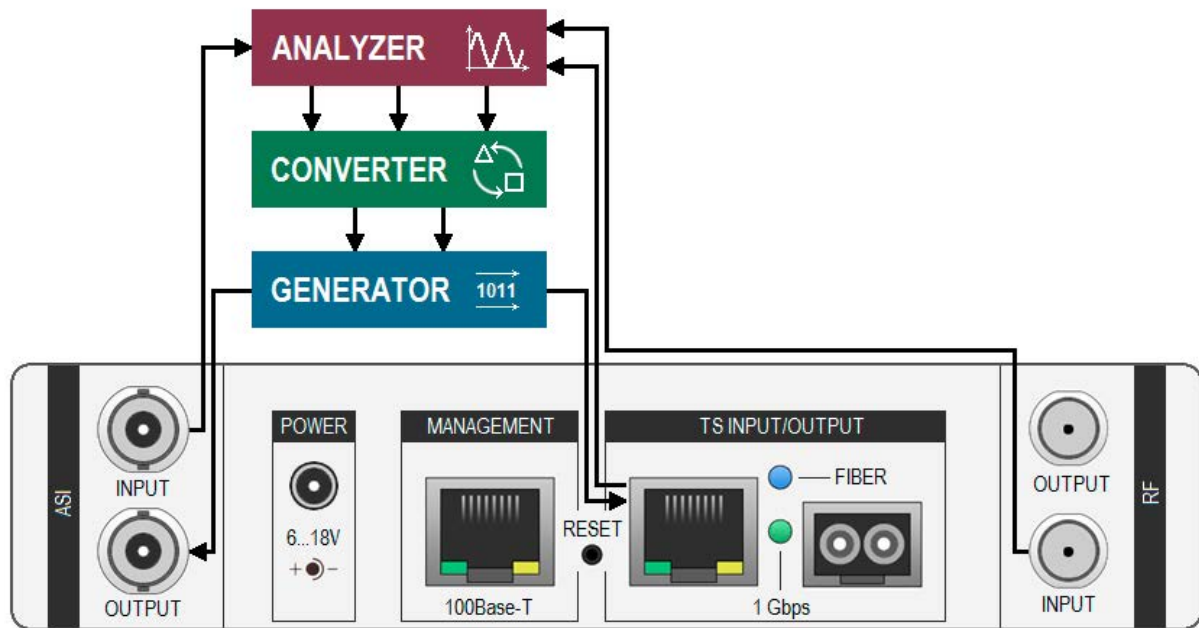 ANALYZER
CONVERTER
GENERATOR
1011
ASI
INPUT
OUTPUT
POWER
6...18V
+ -
MANAGEMENT
100Base-T
RESET
TS INPUT/OUTPUT
FIBER
1 Gbps
OUTPUT
INPUT
RF